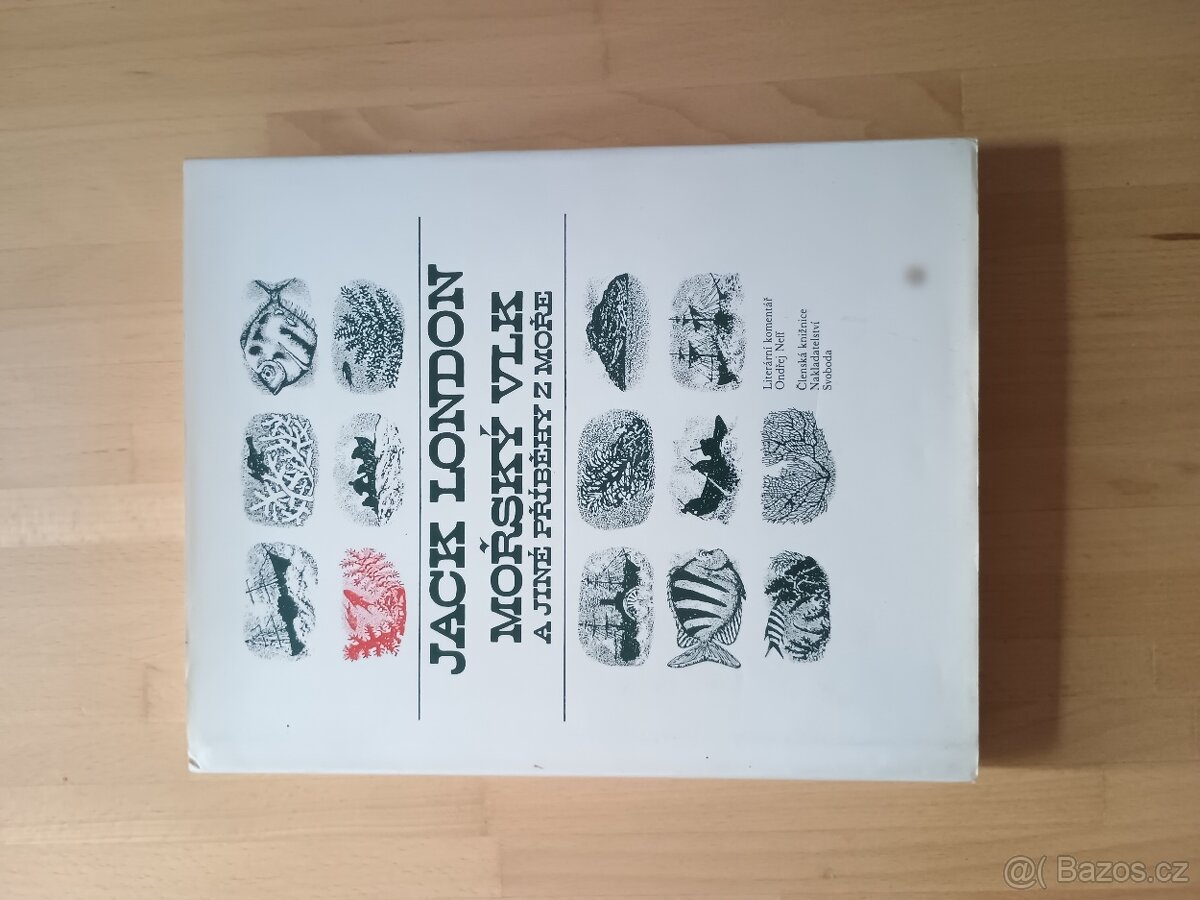 JACK LONDON
MOŘSKÝ VLK
A JINÉ PŘÍBĚHY Z MOŘE
Literární komentář
Ondřej Neff
Členská knižnice
Nakladatelství
Svoboda
@( Bazos.cz